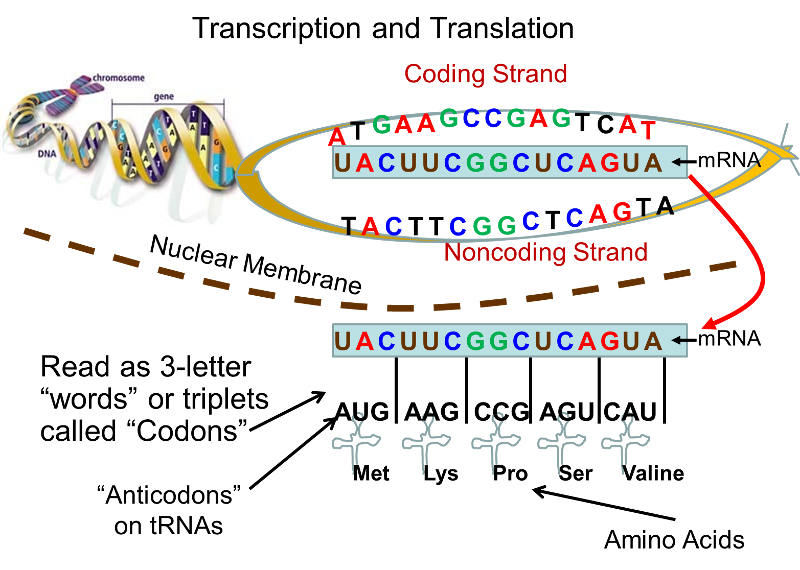 Transcription and Translation
chromosome
gene
DNA
Coding Strand
ATGAAGCCGAGTCAT
UACUUCGGCUCAGUA mRNA
TACTTCGGCTCAGTA
Noncoding Strand
Nuclear Membrane
UACUUCGGCUCAGUA mRNA
Read as 3-letter
“words” or triplets
called “Codons”
AUG AAG CCG AGU CAU
Met Lys Pro Ser Valine
“Anticodons”
on tRNAs
Amino Acids